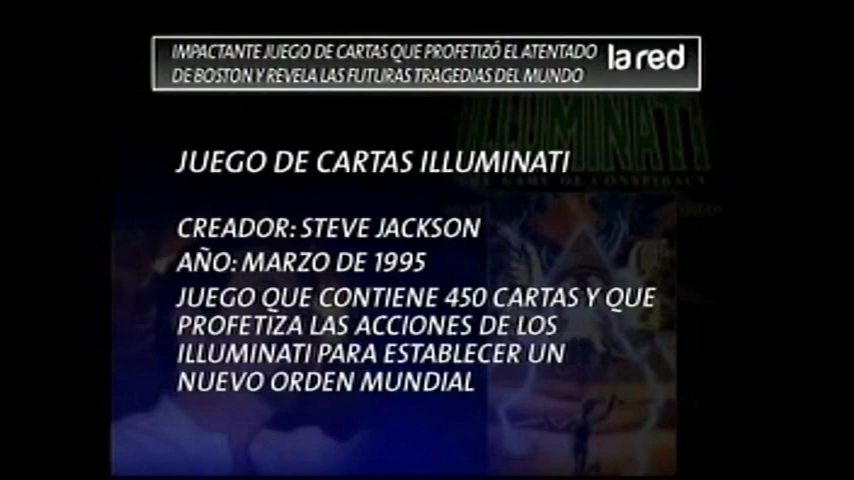 IMPACTANTE JUEGO DE CARTAS QUE PROFETIZÓ EL ATENTADO
DE BOSTON Y REVELA LAS FUTURAS TRAGEDIAS DEL MUNDO
la red
ILLUMINATI
JUEGO DE CARTAS ILLUMINATI
CREADOR: STEVE JACKSON
AÑO: MARZO DE 1995
JUEGO QUE CONTIENE 450 CARTAS Y QUE
PROFETIZA LAS ACCIONES DE LOS
ILLUMINATI PARA ESTABLECER UN
NUEVO ORDEN MUNDIAL